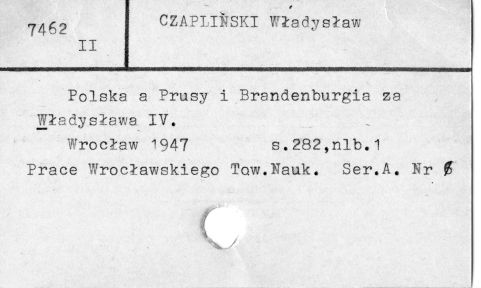 7462
II
CZAPLIŃSKI Władysław
Polska a Prusy i Brandenburgia za
Władysława IV.
Wrocław 1947 s.282,nlb.1
Prace Wrocławskiego Tow.Nauk. Ser.A. Nr